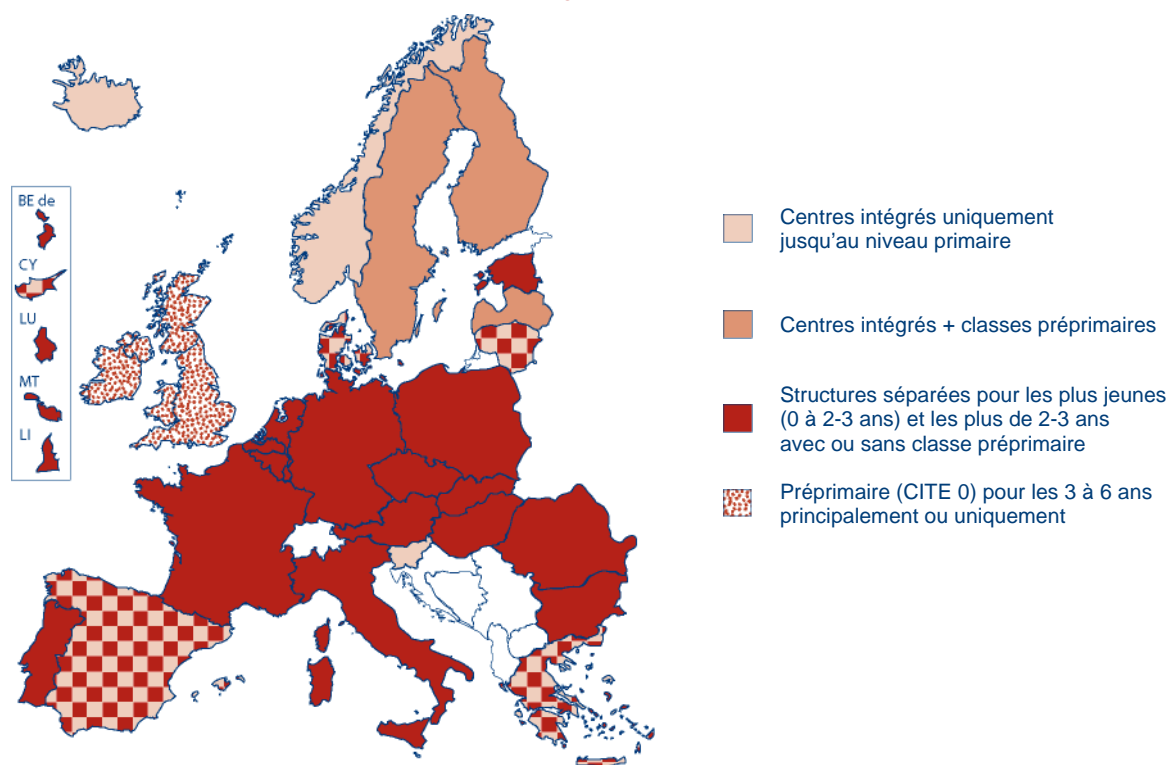 BE de
CY
LU
MT
LI
Centres intégrés uniquement
jusqu’au niveau primaire
Centres intégrés + classes préprimaires
Structures séparées pour les plus jeunes
(0 à 2-3 ans) et les plus de 2-3 ans
avec ou sans classe préprimaire
Préprimaire (CITE 0) pour les 3 à 6 ans
principalement ou uniquement